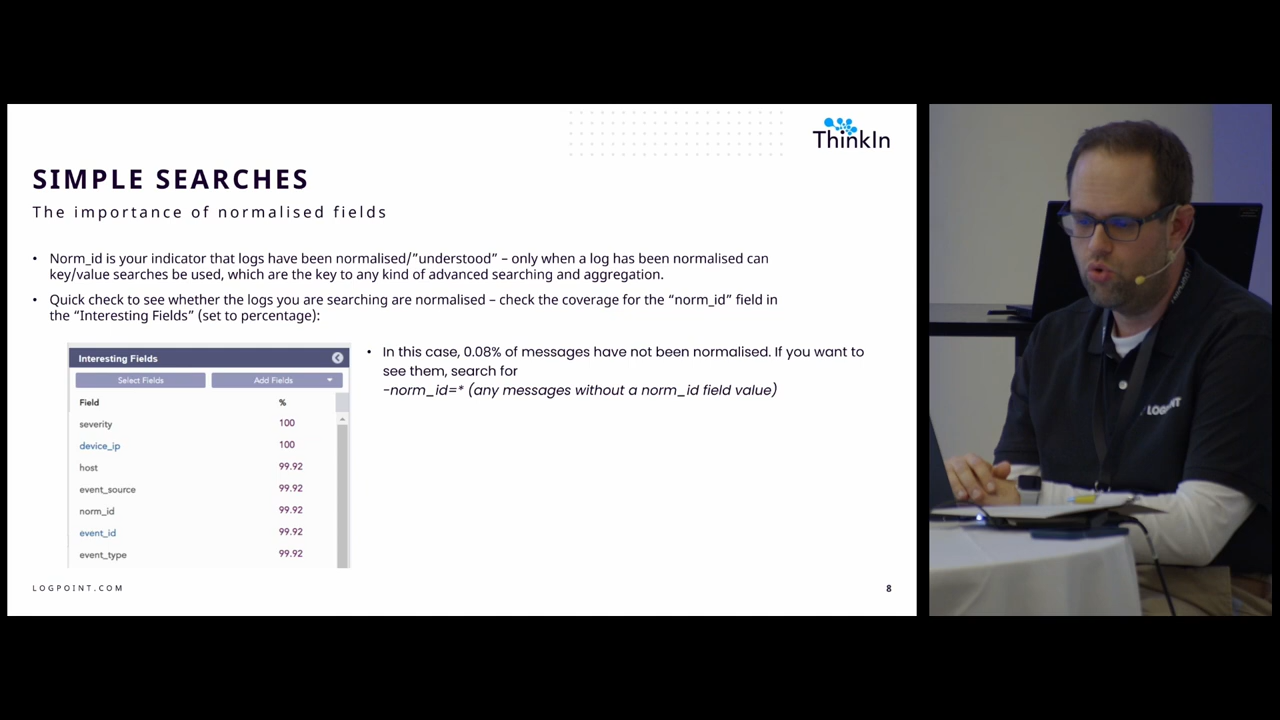 ThinkIn
SIMPLE SEARCHES
The importance of normalised fields
• Norm_id is your indicator that logs have been normalised/”understood” – only when a log has been normalised can
key/value searches be used, which are the key to any kind of advanced searching and aggregation.
• Quick check to see whether the logs you are searching are normalised – check the coverage for the “norm_id” field in
the “Interesting Fields” (set to percentage):
Interesting Fields
Select Fields Add Fields
Field %
severity 100
device_ip 100
host 99.92
event_source 99.92
norm_id 99.92
event_id 99.92
event_type 99.92
• In this case, 0.08% of messages have not been normalised. If you want to
see them, search for
-norm_id=* (any messages without a norm_id field value)
LOGPOINT.COM
8